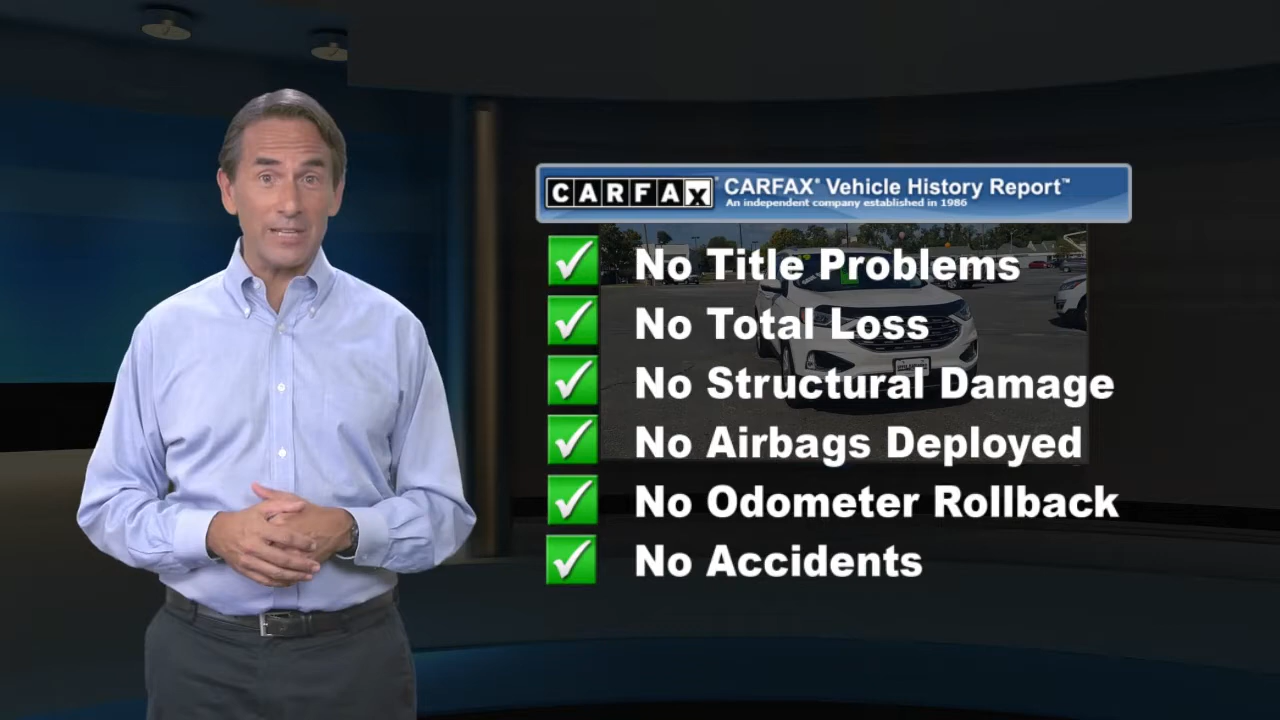 CARFAX CARFAX® Vehicle History Report™
An independent company established in 1986
No Title Problems
No Total Loss
No Structural Damage
No Airbags Deployed
No Odometer Rollback
No Accidents